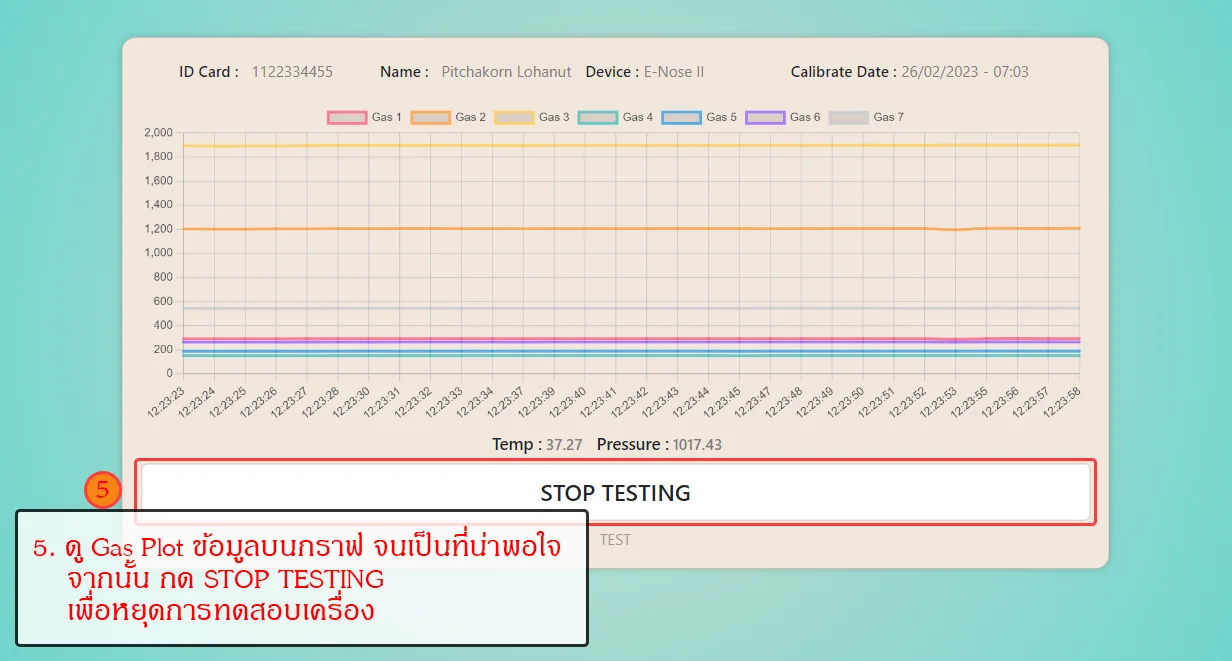 ID Card : 1122334455 Name : Pitchakorn Lohanut Device : E-Nose II Calibrate Date : 26/02/2023 - 07:03
Gas 1 Gas 2 Gas 3 Gas 4 Gas 5 Gas 6 Gas 7
2,000
1,800
1,600
1,400
1,200
1,000
800
600
400
200
0
12:23:23 12:23:24 12:23:25 12:23:26 12:23:27 12:23:28 12:23:30 12:23:31 12:23:32 12:23:33 12:23:34 12:23:37 12:23:39 12:23:40 12:23:41 12:23:42 12:23:43 12:23:44 12:23:45 12:23:47 12:23:48 12:23:49 12:23:50 12:23:51 12:23:52 12:23:53 12:23:55 12:23:56 12:23:57 12:23:58
Temp : 37.27 Pressure : 1017.43
5
STOP TESTING
TEST
5. ดู Gas Plot ข้อมูลบนกราฟ จนเป็นที่น่าพอใจ
จากนั้น กด STOP TESTING
เพื่อหยุดการทดสอบเครื่อง